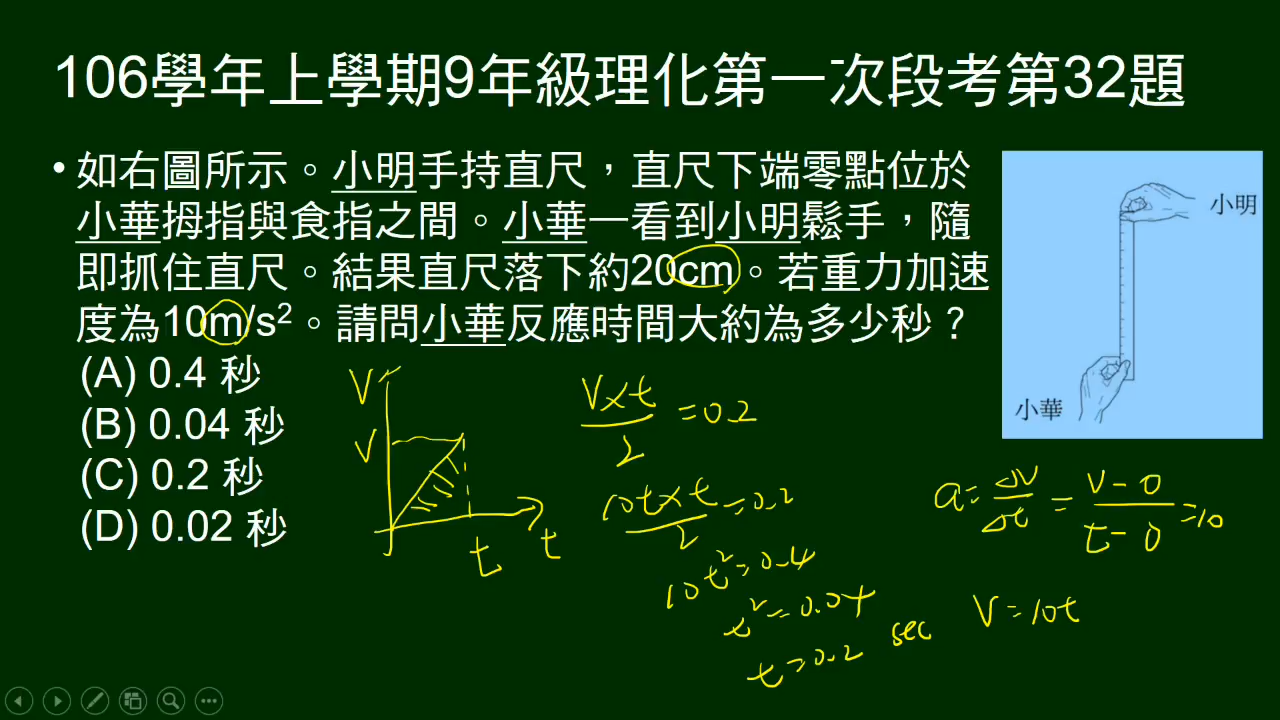 106學年上學期9年級理化第一次段考第32題
• 如右圖所示。小明手持直尺，直尺下端零點位於
小華拇指與食指之間。小華一看到小明鬆手，隨
即抓住直尺。結果直尺落下約20cm。若重力加速
度為10m/s²。請問小華反應時間大約為多少秒？
(A) 0.4 秒
(B) 0.04 秒
(C) 0.2 秒
(D) 0.02 秒
小明
小華
V
V
t
t
V×t/2 = 0.2
10t×t/2 = 0.2
10t² = 0.4
t² = 0.04
t = 0.2 sec
a = ΔV/Δt = V-0/t-0 = 10
V = 10t